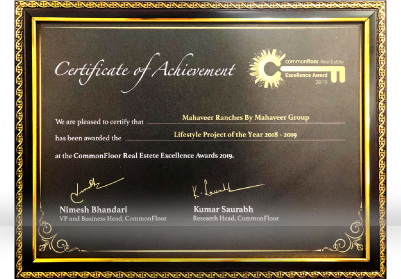 Certificate of Achievement
commonFloor Real Estate
Excellence Award
2019
We are pleased to certify that Mahaveer Ranches By Mahaveer Group
has been awarded the Lifestyle Project of the Year 2018 - 2019
at the CommonFloor Real Estete Excellence Awards 2019.
Nimesh Bhandari
VP and Business Head, CommonFloor
Kumar Saurabh
Research Head, CommonFloor